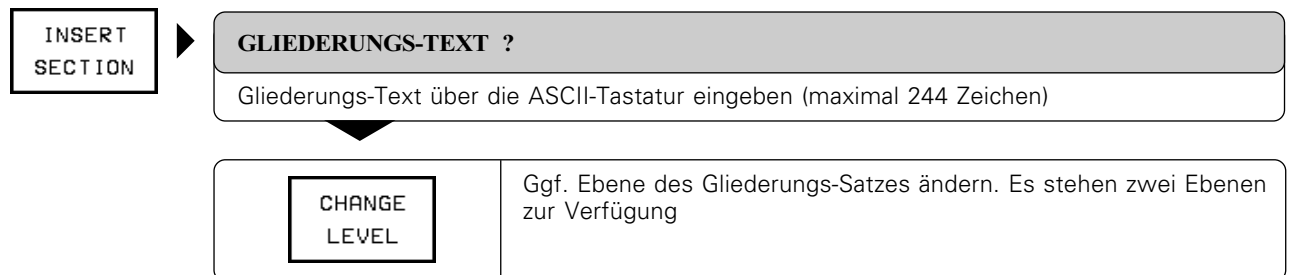 INSERT
SECTION
GLIEDERUNGS-TEXT ?
Gliederungs-Text über die ASCII-Tastatur eingeben (maximal 244 Zeichen)
CHANGE
LEVEL
Ggf. Ebene des Gliederungs-Satzes ändern. Es stehen zwei Ebenen
zur Verfügung